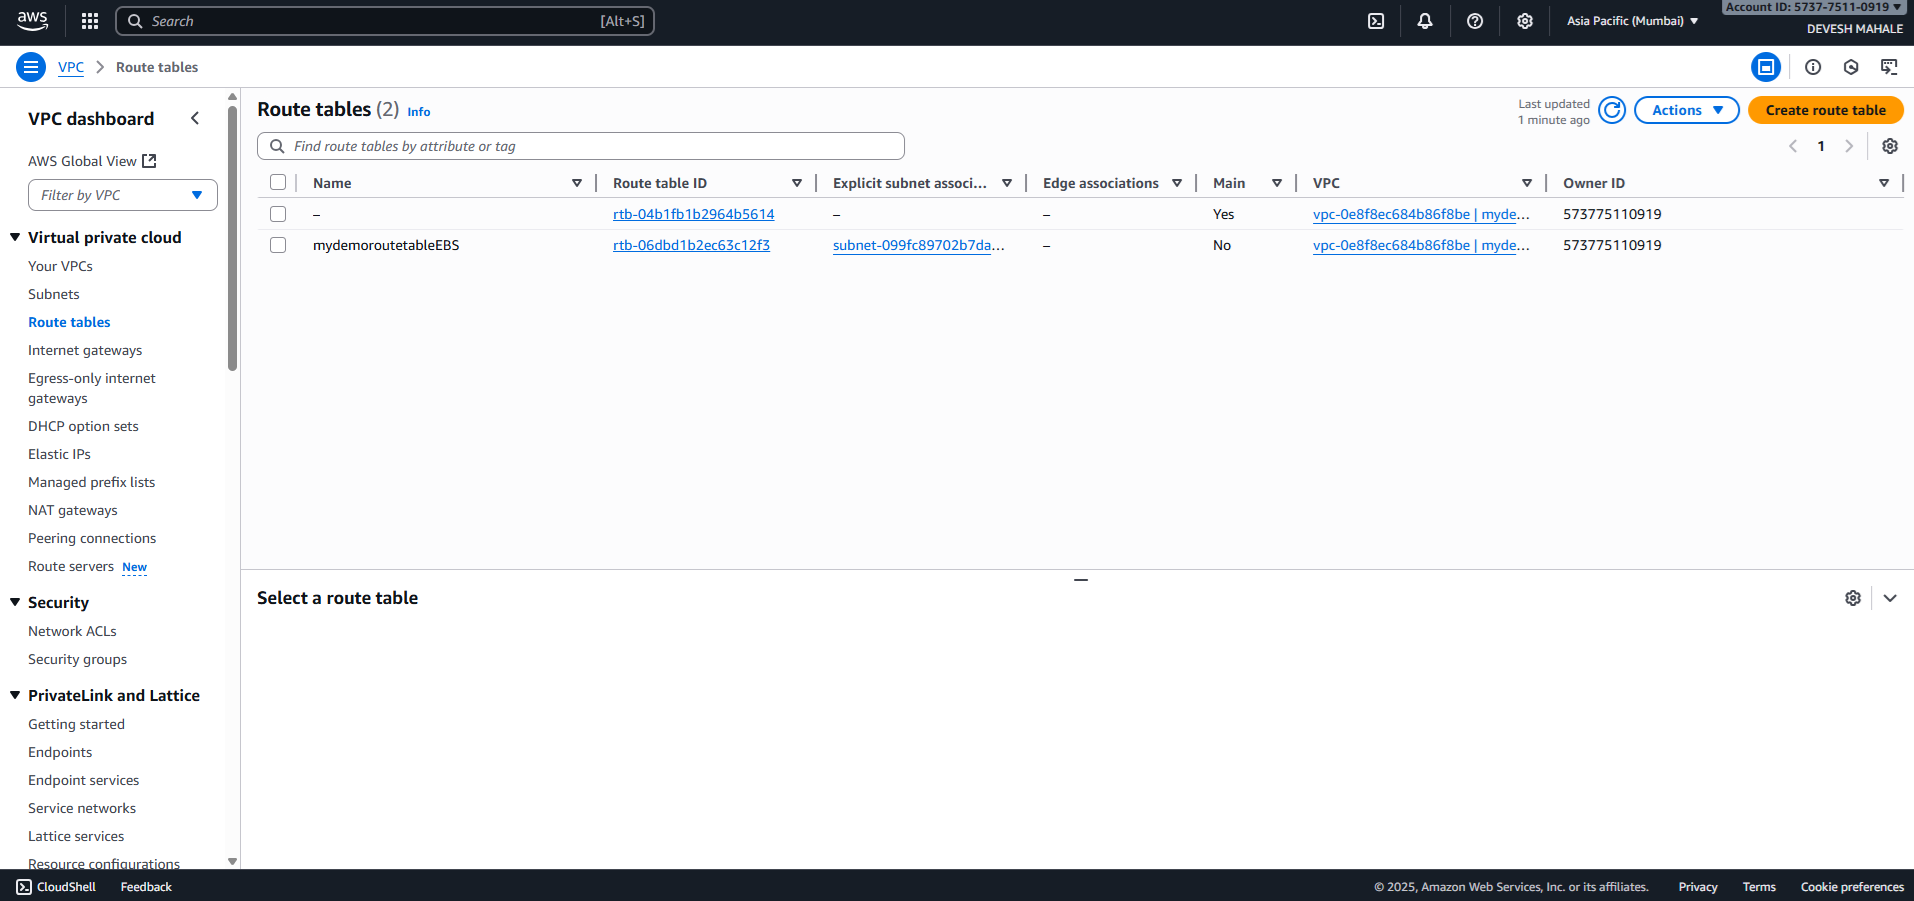 aws
Search [Alt+S]
Asia Pacific (Mumbai)
Account ID: 5737-7511-0919
DEVESH MAHALE
VPC > Route tables
VPC dashboard
AWS Global View
Filter by VPC
Virtual private cloud
Your VPCs
Subnets
Route tables
Internet gateways
Egress-only internet
gateways
DHCP option sets
Elastic IPs
Managed prefix lists
NAT gateways
Peering connections
Route servers New
Security
Network ACLs
Security groups
PrivateLink and Lattice
Getting started
Endpoints
Endpoint services
Service networks
Lattice services
Resource configurations
Route tables (2) Info
Last updated
1 minute ago
Actions
Create route table
Find route tables by attribute or tag
1
Name Route table ID Explicit subnet associ... Edge associations Main VPC Owner ID
– rtb-04b1fb1b2964b5614 – – Yes vpc-0e8f8ec684b86f8be | myde... 573775110919
mydemoroutetableEBS rtb-06dbd1b2ec63c12f3 subnet-099fc89702b7da... – No vpc-0e8f8ec684b86f8be | myde... 573775110919
Select a route table
CloudShell Feedback
© 2025, Amazon Web Services, Inc. or its affiliates. Privacy Terms Cookie preferences